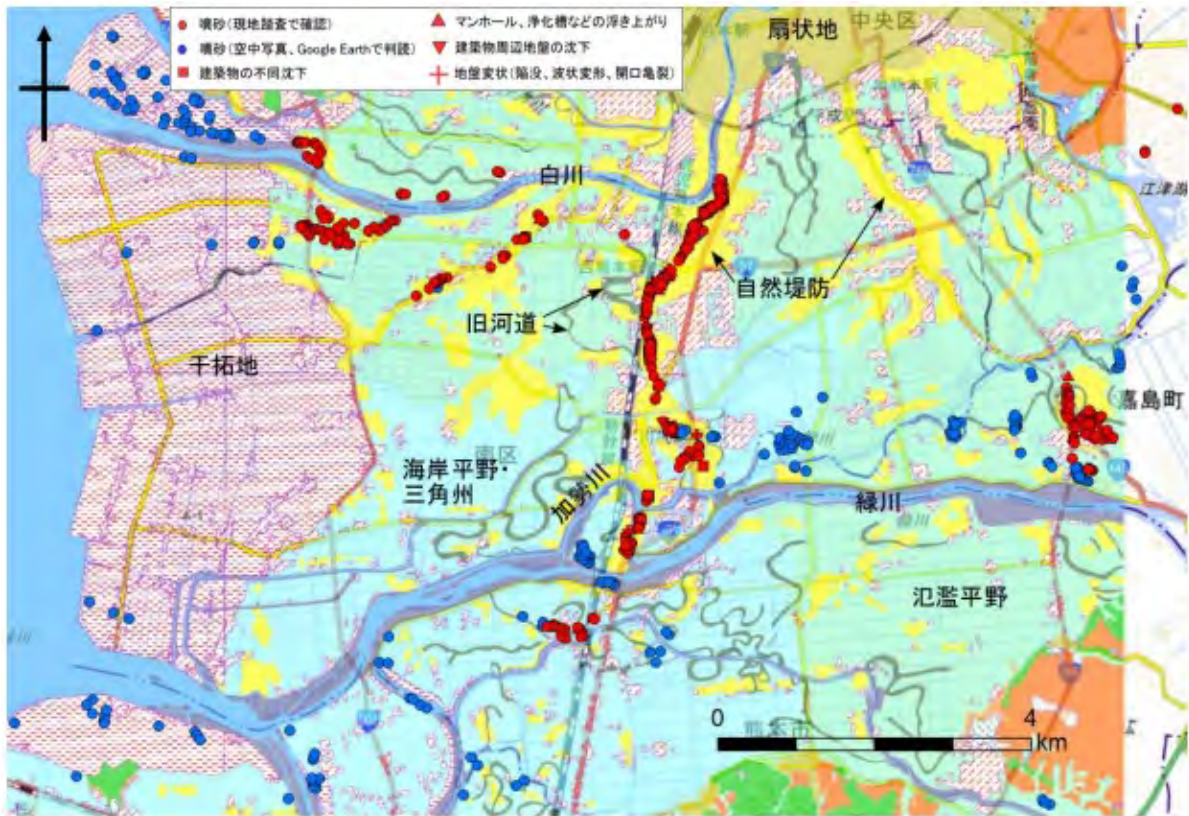 噴砂(現地踏査で確認)
噴砂(空中写真、Google Earthで判読)
建築物の不同沈下
マンホール、浄化槽などの浮き上がり
建築物周辺地盤の沈下
地盤変状(陥没、波状変形、開口亀裂)
扇状地
中央区
白川
江津湖
自然堤防
旧河道
干拓地
嘉島町
南区
海岸平野・
三角州
加勢川
緑川
氾濫平野
熊本市
0
4
km